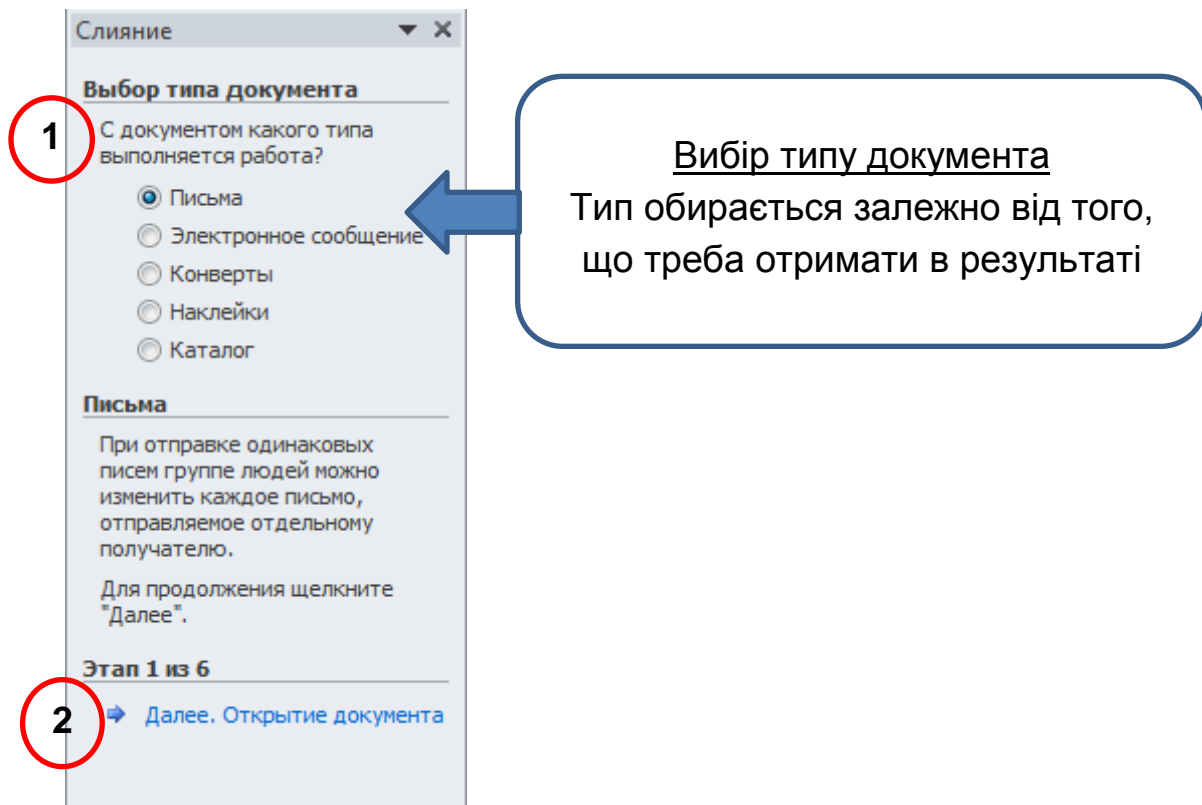 Слияние
Выбор типа документа
1
С документом какого типа
выполняется работа?
Письма
Электронное сообщение
Конверты
Наклейки
Каталог
Письма
При отправке одинаковых
писем группе людей можно
изменить каждое письмо,
отправляемое отдельному
получателю.
Для продолжения щелкните
"Далее".
Этап 1 из 6
2
Далее. Открытие документа
Вибір типу документа
Тип обирається залежно від того,
що треба отримати в результаті